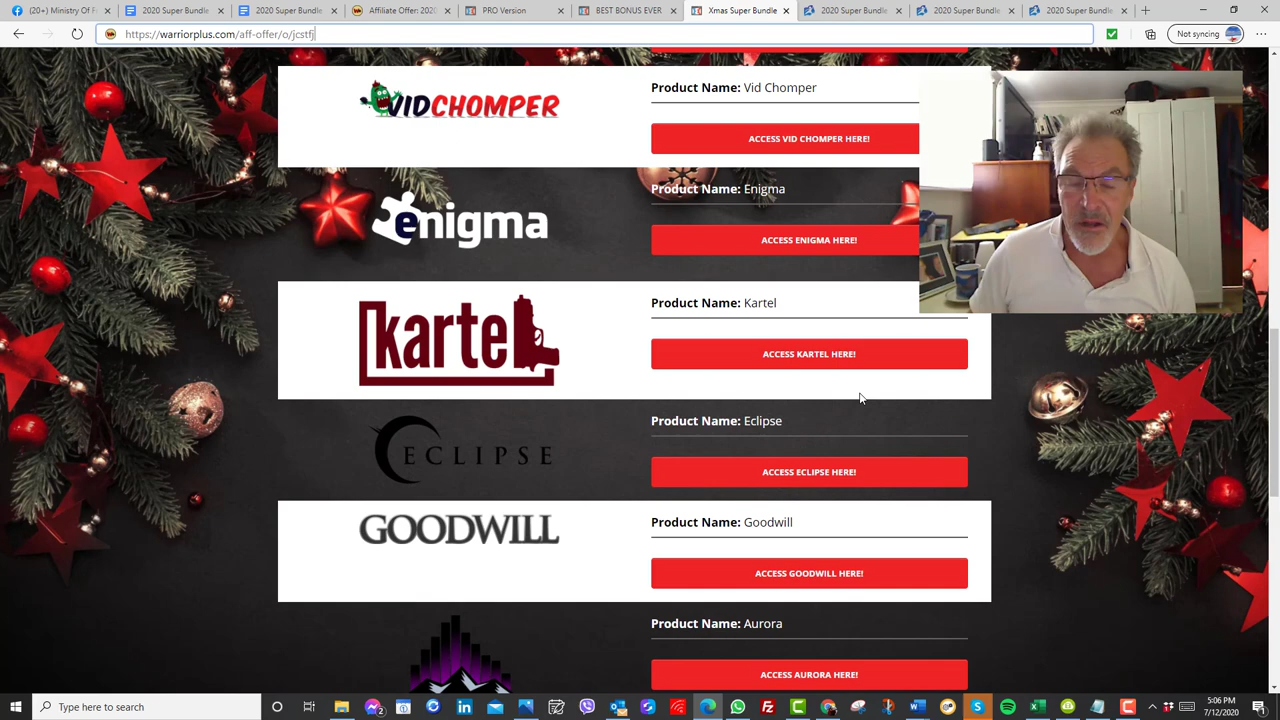 (20+) Ministry Of F
2020 Super Bundle
2020 Super Bundle
Affiliate Offer: 2020
PRO Version
BEST BONUS EVER
Xmas Super Bundle
2020 Super Bundle
2020 Super Bundle
2020 Super Bundle
https://warriorplus.com/aff-offer/o/jcstfj
Not syncing
VIDCHOMPER
Product Name: Vid Chomper
ACCESS VID CHOMPER HERE!
enigma
Product Name: Enigma
ACCESS ENIGMA HERE!
kartel
Product Name: Kartel
ACCESS KARTEL HERE!
ECLIPSE
Product Name: Eclipse
ACCESS ECLIPSE HERE!
GOODWILL
Product Name: Goodwill
ACCESS GOODWILL HERE!
Product Name: Aurora
ACCESS AURORA HERE!
Type here to search
5:06 PM
7/12/2020